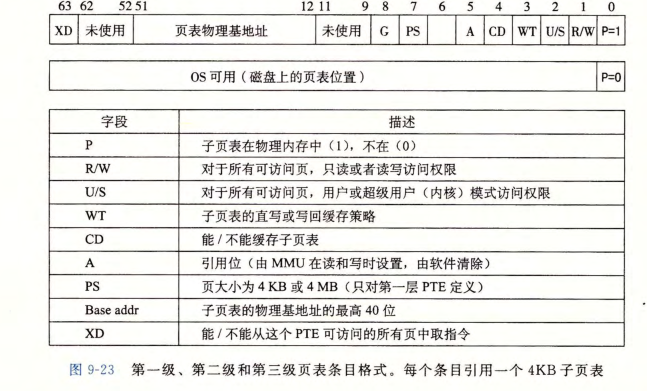 63 62 52 51 12 11 9 8 7 6 5 4 3 2 1 0
XD 未使用 页表物理基地址 未使用 G PS A CD WT U/S R/W P=1
OS 可用（磁盘上的页表位置） P=0
字段 描述
P 子页表在物理内存中（1），不在（0）
R/W 对于所有可访问页，只读或者读写访问权限
U/S 对于所有可访问页，用户或超级用户（内核）模式访问权限
WT 子页表的直写或写回缓存策略
CD 能 / 不能缓存子页表
A 引用位（由 MMU 在读和写时设置，由软件清除）
PS 页大小为 4 KB 或 4 MB（只对第一层 PTE 定义）
Base addr 子页表的物理基地址的最高 40 位
XD 能 / 不能从这个 PTE 可访问的所有页中取指令
图 9-23 第一级、第二级和第三级页表条目格式。每个条目引用一个 4KB 子页表